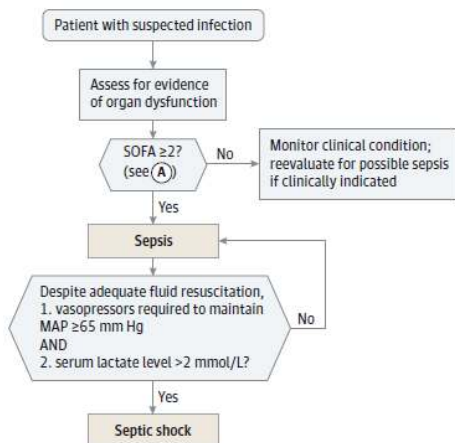 Patient with suspected infection
Assess for evidence
of organ dysfunction
SOFA ≥2?
(see Ⓐ)
No
Monitor clinical condition;
reevaluate for possible sepsis
if clinically indicated
Yes
Sepsis
Despite adequate fluid resuscitation,
1. vasopressors required to maintain
MAP ≥65 mm Hg
AND
2. serum lactate level >2 mmol/L?
No
Yes
Septic shock